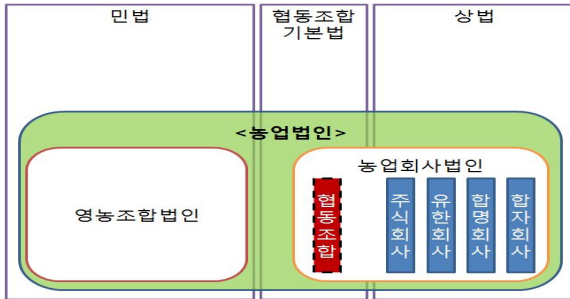 민법
협동조합
기본법
상법
<농업법인>
영농조합법인
농업회사법인
협동조합
주식회사
유한회사
합명회사
합자회사